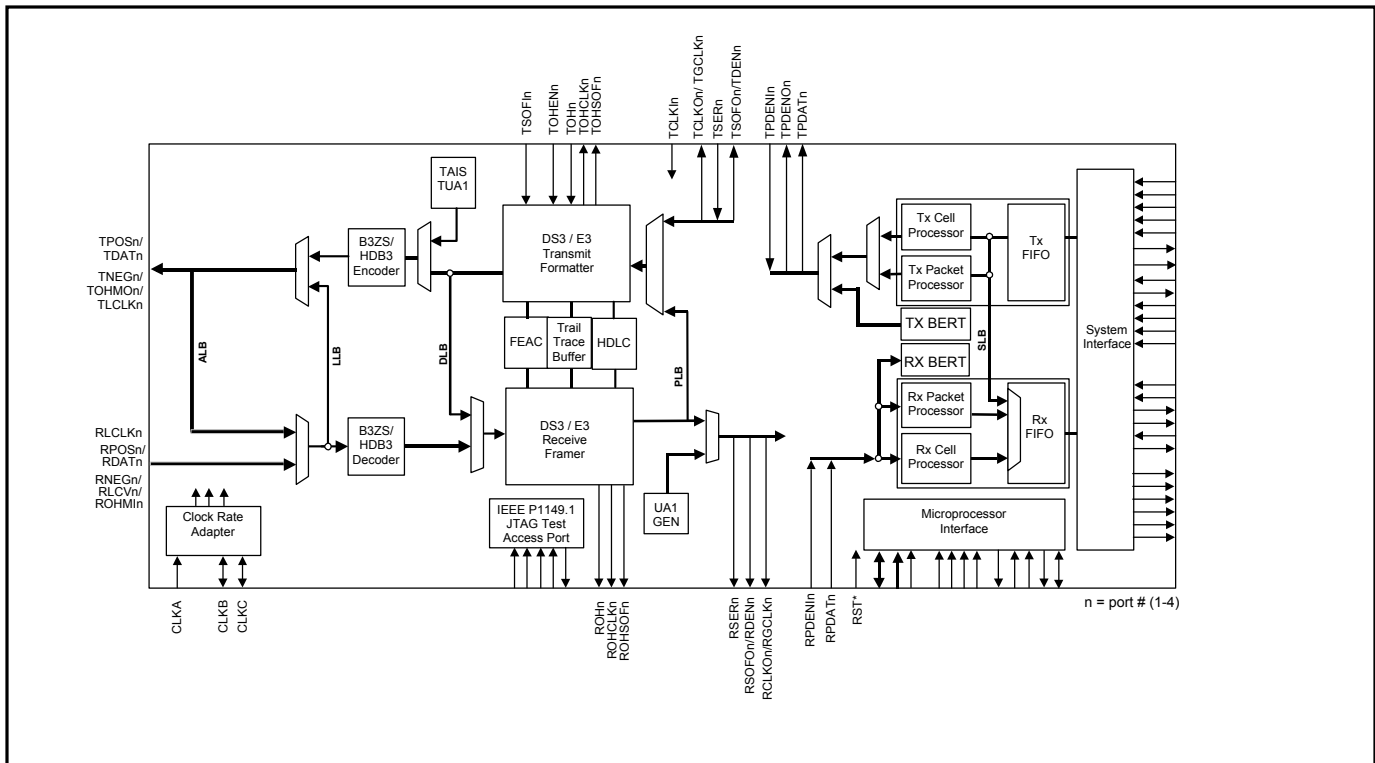 TSOFIn
TOHENn
TOHn
TOHCLKn
TOHSOFn
TCLKIn
TCLKOn/ TGCLKn
TSERn
TSOFOn/TDENn
TPDENIn
TPDENOn
TPDATn
TAIS
TUA1
TPOSn/
TDATn
TNEGn/
TOHMOn/
TLCLKn
B3ZS/
HDB3
Encoder
DS3 / E3
Transmit
Formatter
Tx Cell
Processor
Tx Packet
Processor
Tx
FIFO
TX BERT
RX BERT
System
Interface
FEAC
Trail
Trace
Buffer
HDLC
ALB
LLB
DLB
PLB
SLB
RLCLKn
RPOSn/
RDATn
RNEGn/
RLCVn/
ROHMIn
B3ZS/
HDB3
Decoder
DS3 / E3
Receive
Framer
Rx Packet
Processor
Rx Cell
Processor
Rx
FIFO
Clock Rate
Adapter
IEEE P1149.1
JTAG Test
Access Port
UA1
GEN
Microprocessor
Interface
CLKA
CLKB
CLKC
ROHn
ROHCLKn
ROHSOFn
RSERn
RSOFOn/RDENn
RCLKOn/RGCLKn
RPDENIn
RPDATn
RST*
n = port # (1-4)